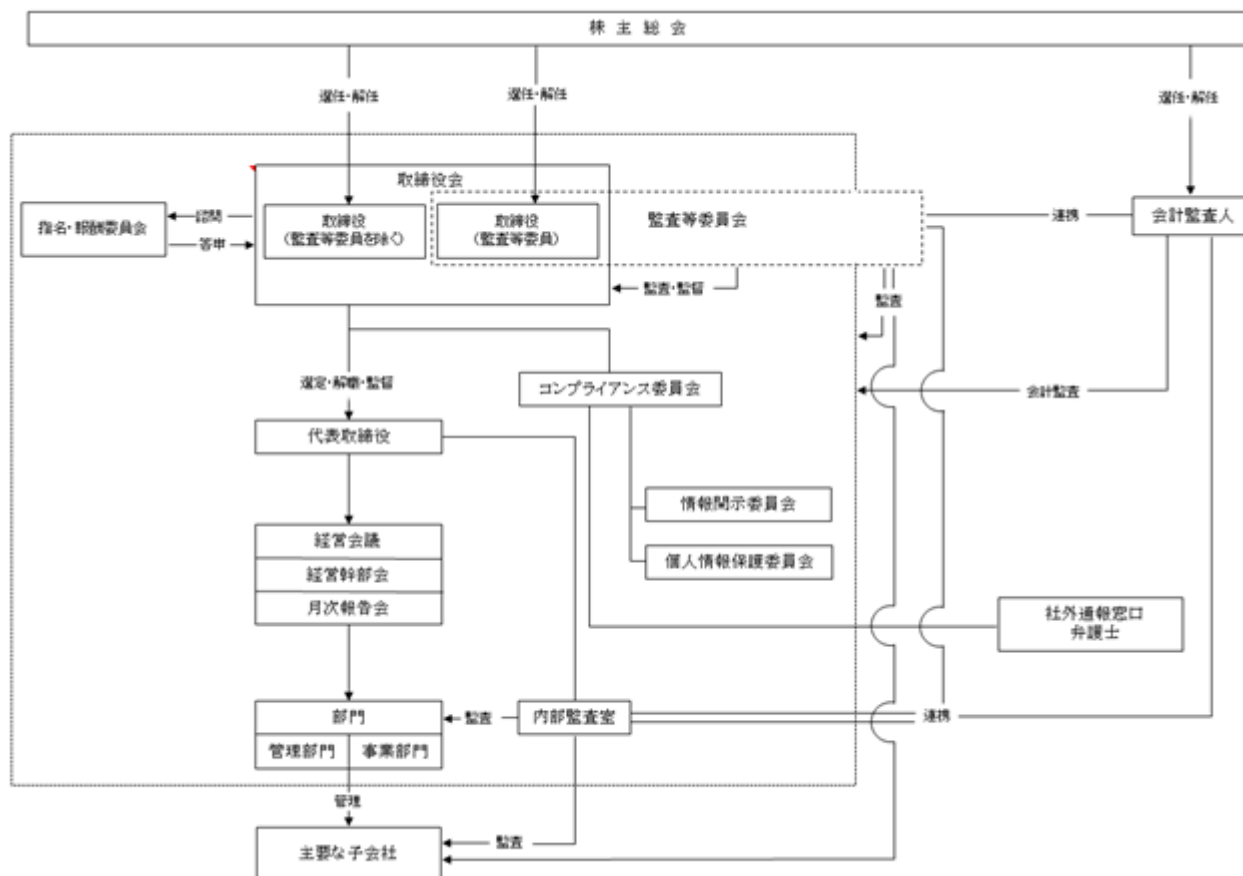 株主総会
選任・解任
選任・解任
選任・解任
取締役会
指名・報酬委員会
諮問
答申
取締役
(監査等委員を除く)
取締役
(監査等委員)
監査等委員会
連携
会計監査人
監査・監督
監査
選定・解職・監督
コンプライアンス委員会
会計監査
代表取締役
情報開示委員会
経営会議
個人情報保護委員会
経営幹部会
月次報告会
社外通報窓口
弁護士
部門
監査
内部監査室
連携
管理部門
事業部門
管理
監査
主要な子会社